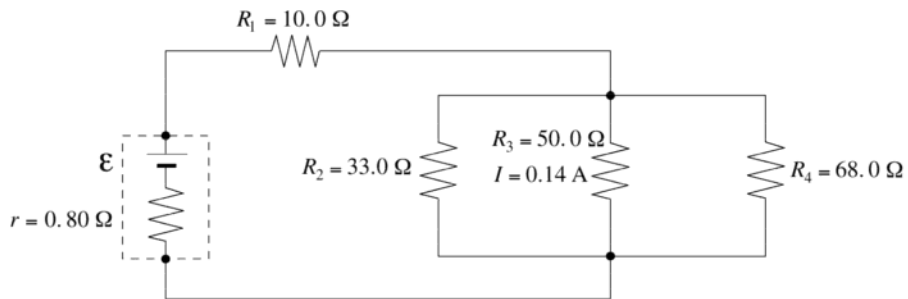 R₁ = 10.0 Ω
ε
r = 0.80 Ω
R₂ = 33.0 Ω
R₃ = 50.0 Ω
I = 0.14 A
R₄ = 68.0 Ω